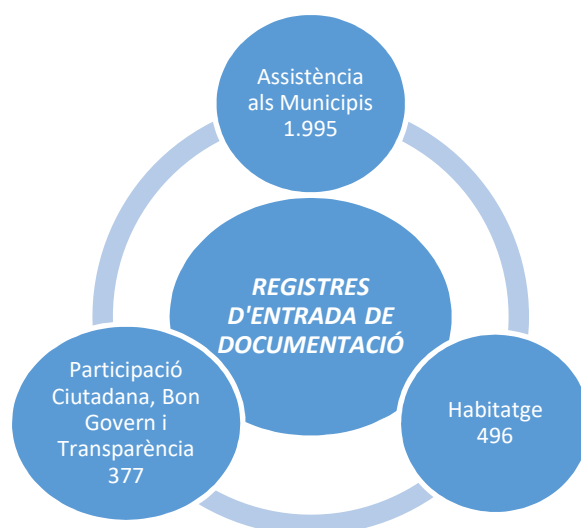 Assistència
als Municipis
1.995
REGISTRES
D'ENTRADA DE
DOCUMENTACIÓ
Participació
Ciutadana, Bon
Govern i
Transparència
377
Habitatge
496